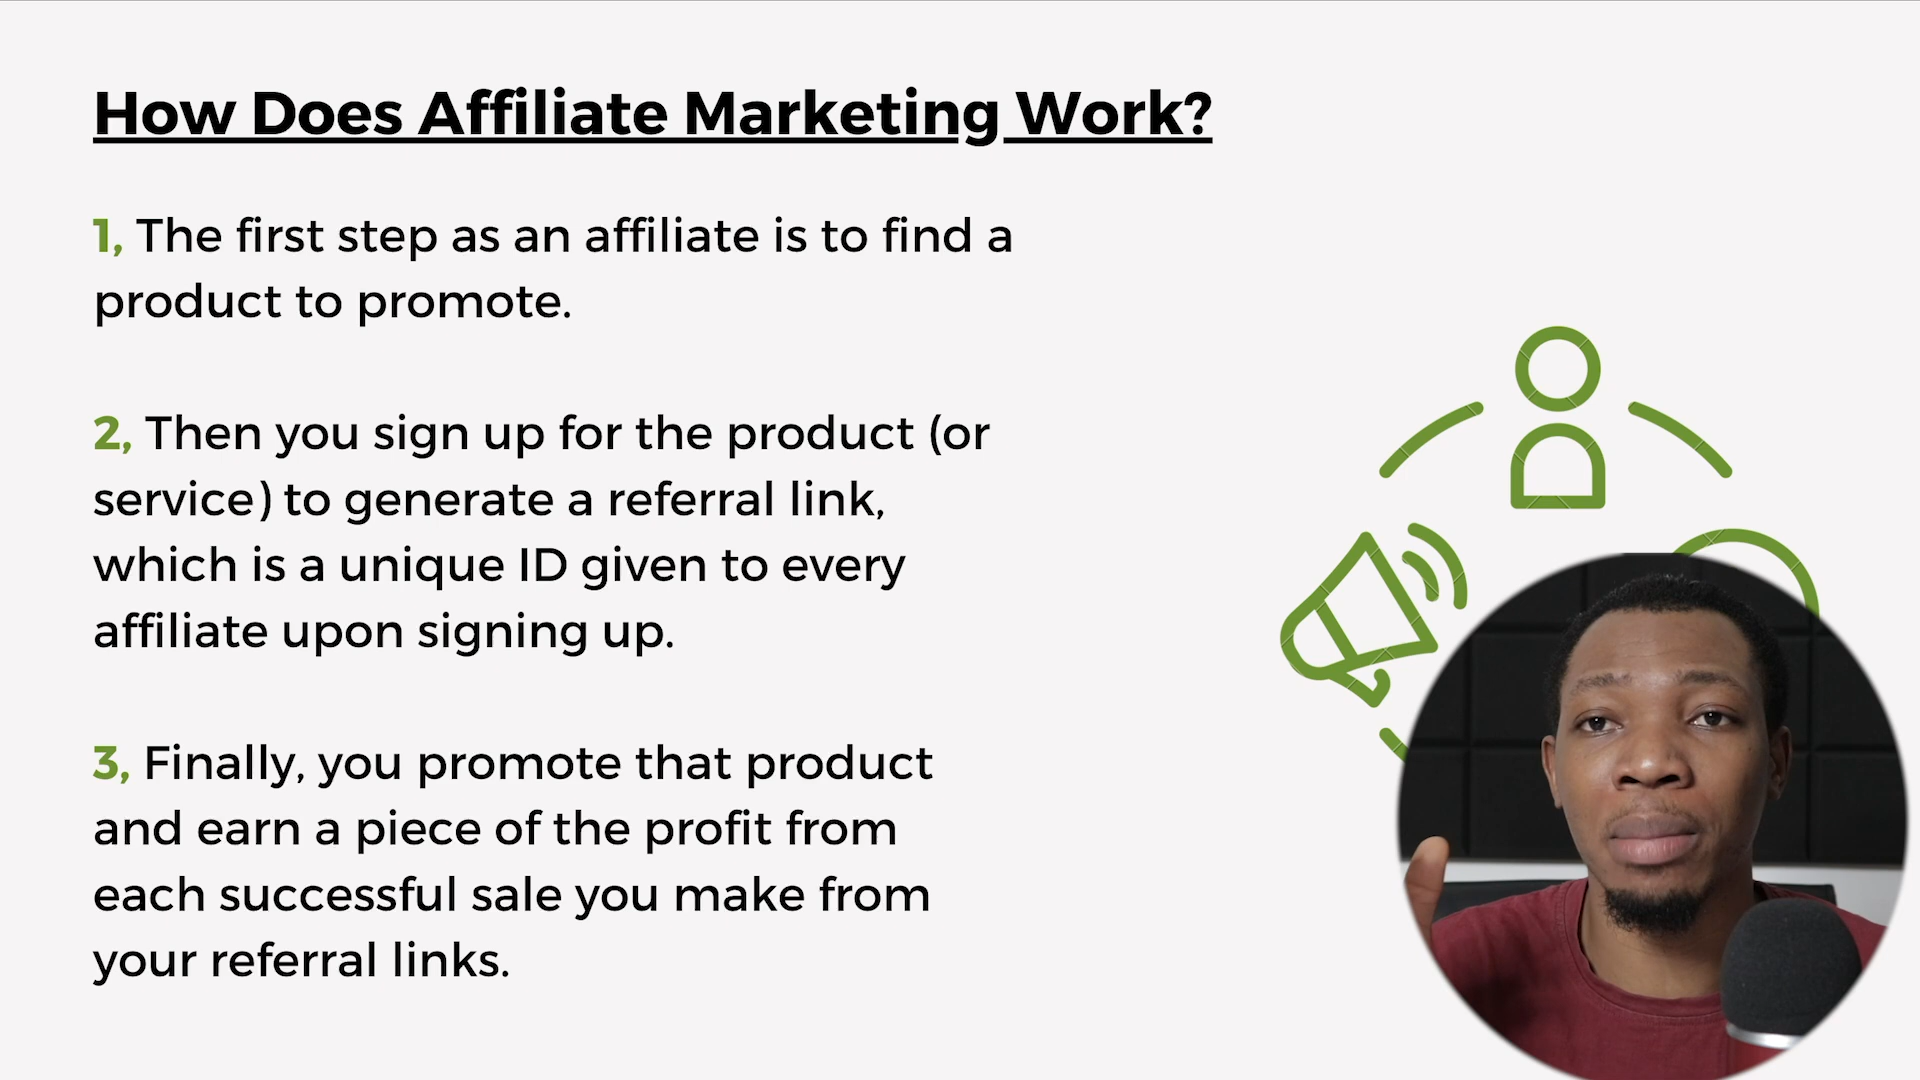 How Does Affiliate Marketing Work?
1, The first step as an affiliate is to find a
product to promote.
2, Then you sign up for the product (or
service) to generate a referral link,
which is a unique ID given to every
affiliate upon signing up.
3, Finally, you promote that product
and earn a piece of the profit from
each successful sale you make from
your referral links.